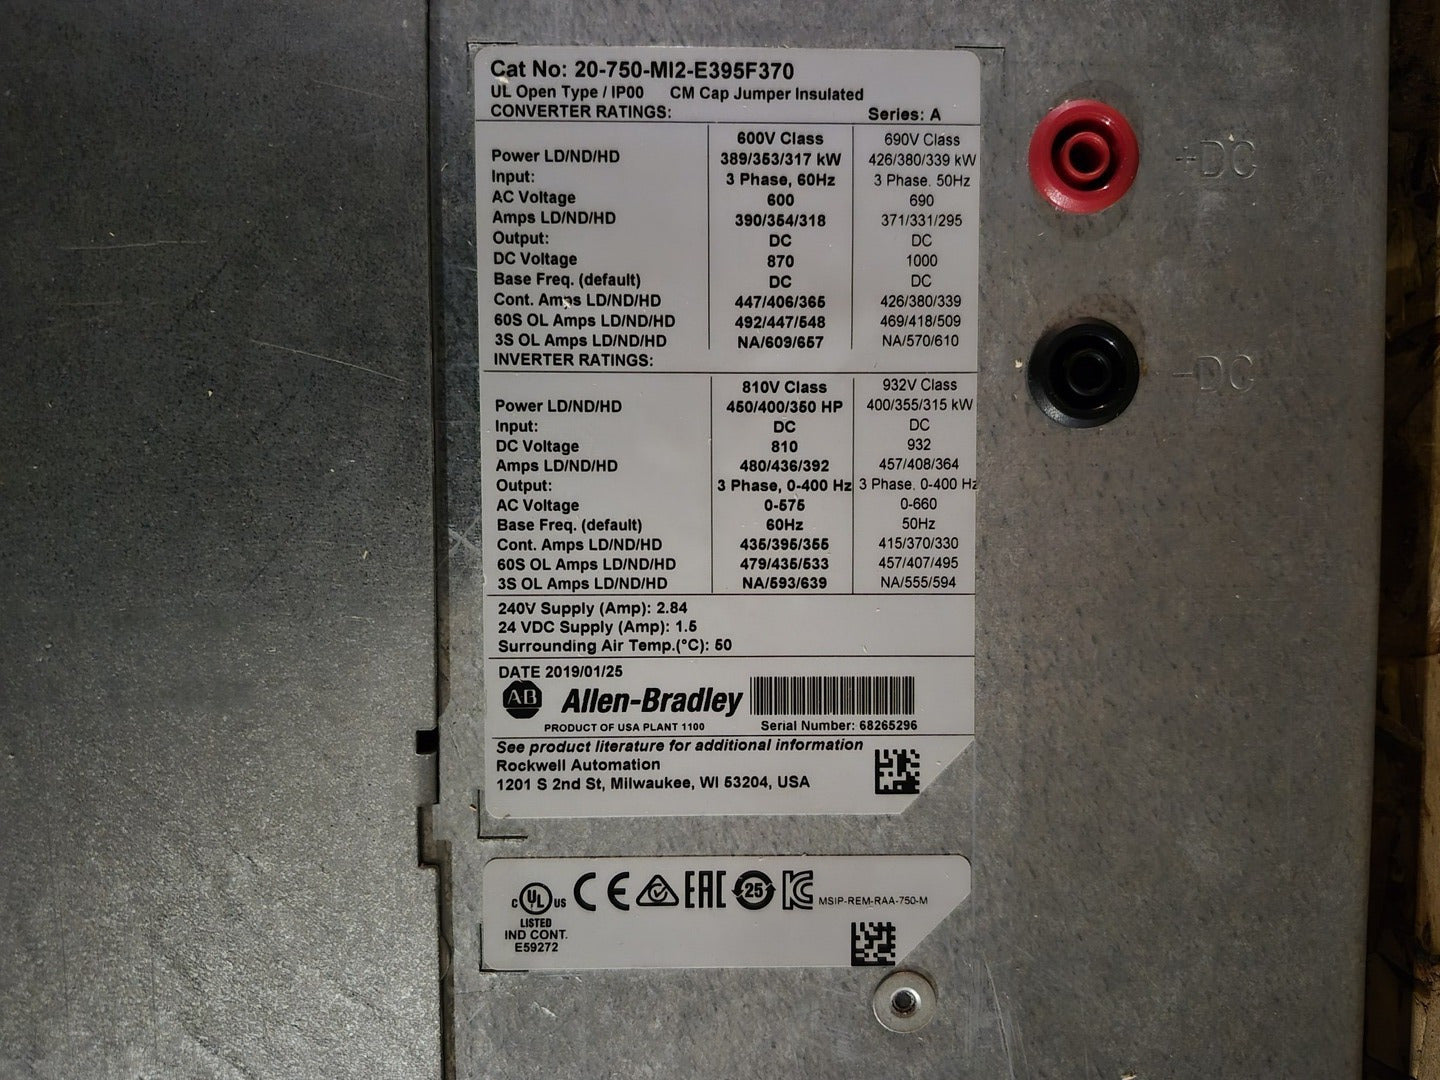 Cat No: 20-750-MI2-E395F370
UL Open Type / IP00 CM Cap Jumper Insulated
CONVERTER RATINGS: Series: A
600V Class 690V Class
Power LD/ND/HD 389/353/317 kW 426/380/339 kW
Input: 3 Phase, 60Hz 3 Phase. 50Hz
AC Voltage 600 690
Amps LD/ND/HD 390/354/318 371/331/295
Output: DC DC
DC Voltage 870 1000
Base Freq. (default) DC DC
Cont. Amps LD/ND/HD 447/406/365 426/380/339
60S OL Amps LD/ND/HD 492/447/548 469/418/509
3S OL Amps LD/ND/HD NA/609/657 NA/570/610
INVERTER RATINGS:
810V Class 932V Class
Power LD/ND/HD 450/400/350 HP 400/355/315 kW
Input: DC DC
DC Voltage 810 932
Amps LD/ND/HD 480/436/392 457/408/364
Output: 3 Phase, 0-400 Hz 3 Phase. 0-400 Hz
AC Voltage 0-575 0-660
Base Freq. (default) 60Hz 50Hz
Cont. Amps LD/ND/HD 435/395/355 415/370/330
60S OL Amps LD/ND/HD 479/435/533 457/407/495
3S OL Amps LD/ND/HD NA/593/639 NA/555/594
240V Supply (Amp): 2.84
24 VDC Supply (Amp): 1.5
Surrounding Air Temp.(°C): 50
DATE 2019/01/25
AB Allen-Bradley
PRODUCT OF USA PLANT 1100 Serial Number: 68265296
See product literature for additional information
Rockwell Automation
1201 S 2nd St, Milwaukee, WI 53204, USA
+DC
-DC
c UL us CE EAC 25 KC MSIP-REM-RAA-750-M
LISTED
IND CONT.
E59272